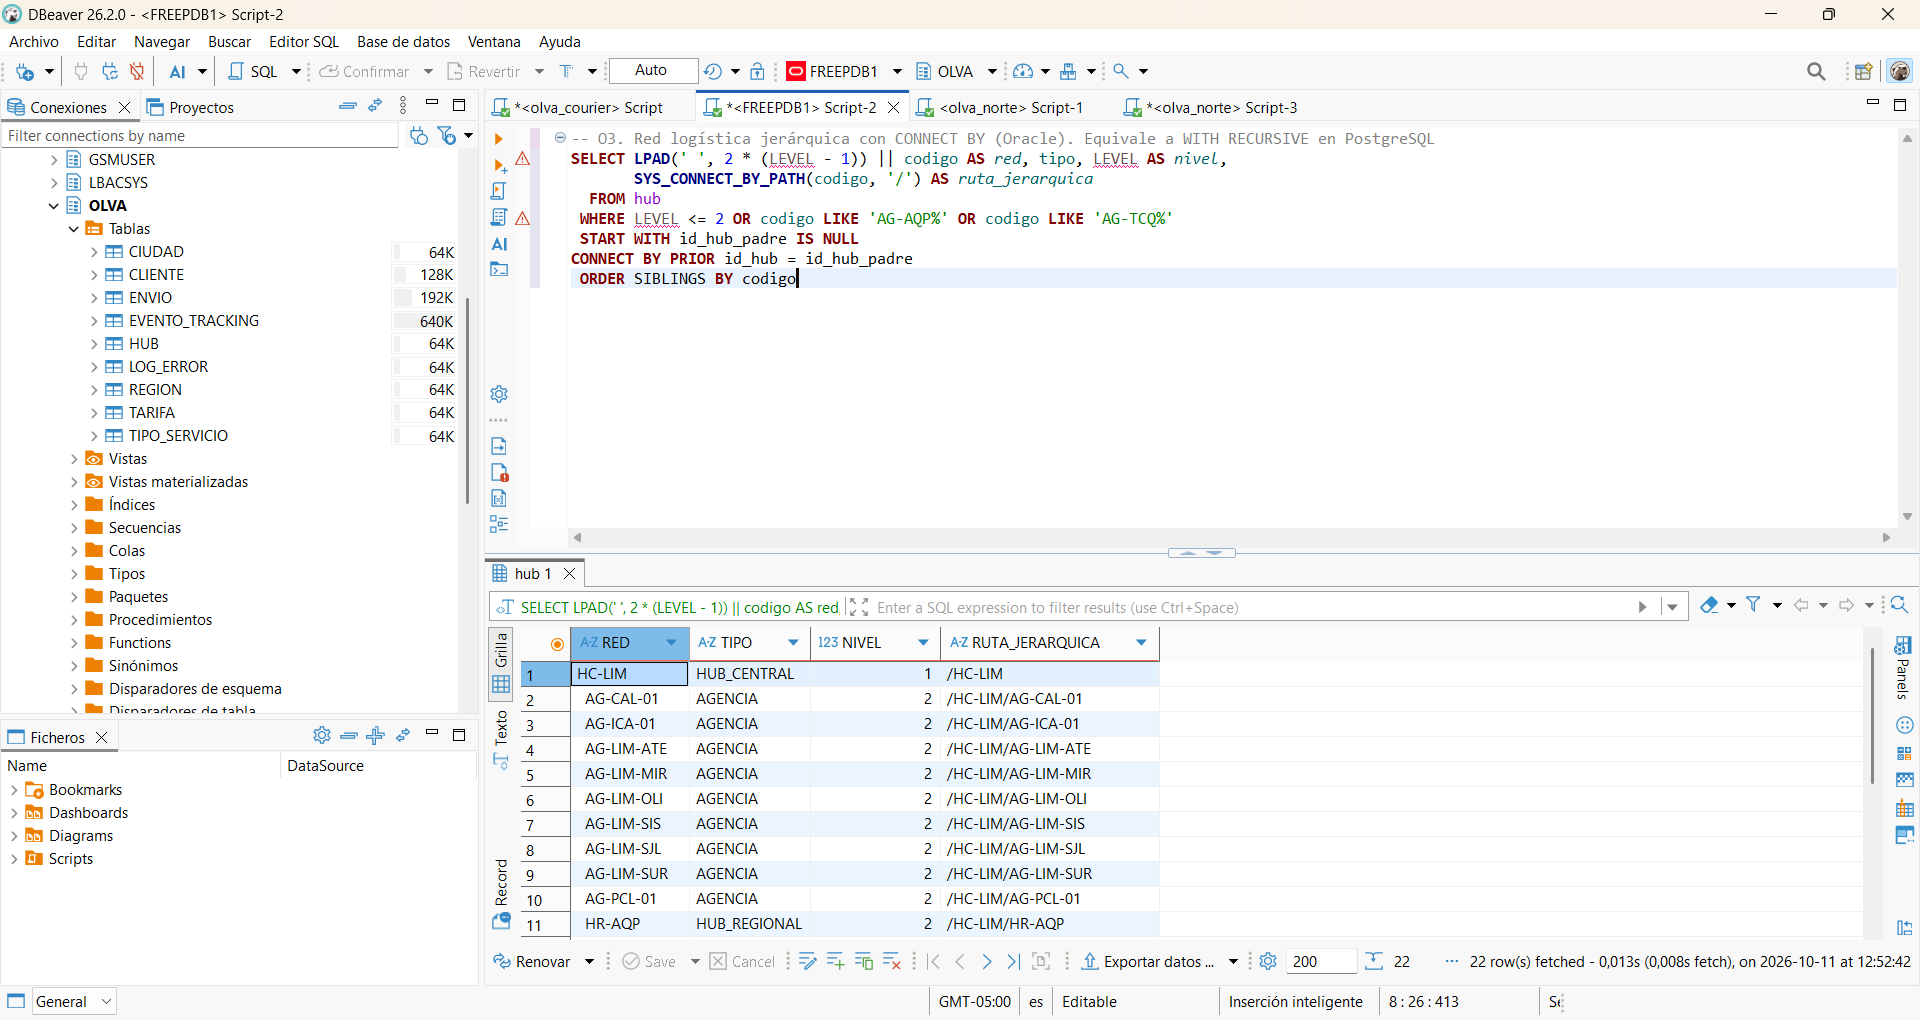 DBeaver 26.2.0 - <FREEPDB1> Script-2
Archivo Editar Navegar Buscar Editor SQL Base de datos Ventana Ayuda
AI SQL Confirmar Revertir T Auto FREEPDB1 OLVA
Conexiones Proyectos
Filter connections by name
GSMUSER
LBACSYS
OLVA
Tablas
CIUDAD 64K
CLIENTE 128K
ENVIO 192K
EVENTO_TRACKING 640K
HUB 64K
LOG_ERROR 64K
REGION 64K
TARIFA 64K
TIPO_SERVICIO 64K
Vistas
Vistas materializadas
Índices
Secuencias
Colas
Tipos
Paquetes
Procedimientos
Functions
Sinónimos
Disparadores de esquema
Disparadores de tabla
Ficheros
Name DataSource
Bookmarks
Dashboards
Diagrams
Scripts
*<olva_courier> Script *<FREEPDB1> Script-2 <olva_norte> Script-1 *<olva_norte> Script-3
-- O3. Red logística jerárquica con CONNECT BY (Oracle). Equivale a WITH RECURSIVE en PostgreSQL
SELECT LPAD(' ', 2 * (LEVEL - 1)) || codigo AS red, tipo, LEVEL AS nivel,
SYS_CONNECT_BY_PATH(codigo, '/') AS ruta_jerarquica
FROM hub
WHERE LEVEL <= 2 OR codigo LIKE 'AG-AQP%' OR codigo LIKE 'AG-TCQ%'
START WITH id_hub_padre IS NULL
CONNECT BY PRIOR id_hub = id_hub_padre
ORDER SIBLINGS BY codigo
AI
hub 1
SELECT LPAD(' ', 2 * (LEVEL - 1)) || codigo AS red Enter a SQL expression to filter results (use Ctrl+Space)
Grilla
Texto
Record
A-Z RED A-Z TIPO 123 NIVEL A-Z RUTA_JERARQUICA
1 HC-LIM HUB_CENTRAL 1 /HC-LIM
2 AG-CAL-01 AGENCIA 2 /HC-LIM/AG-CAL-01
3 AG-ICA-01 AGENCIA 2 /HC-LIM/AG-ICA-01
4 AG-LIM-ATE AGENCIA 2 /HC-LIM/AG-LIM-ATE
5 AG-LIM-MIR AGENCIA 2 /HC-LIM/AG-LIM-MIR
6 AG-LIM-OLI AGENCIA 2 /HC-LIM/AG-LIM-OLI
7 AG-LIM-SIS AGENCIA 2 /HC-LIM/AG-LIM-SIS
8 AG-LIM-SJL AGENCIA 2 /HC-LIM/AG-LIM-SJL
9 AG-LIM-SUR AGENCIA 2 /HC-LIM/AG-LIM-SUR
10 AG-PCL-01 AGENCIA 2 /HC-LIM/AG-PCL-01
11 HR-AQP HUB_REGIONAL 2 /HC-LIM/HR-AQP
Panels
Renovar Save Cancel Exportar datos ... 200 22 22 row(s) fetched - 0,013s (0,008s fetch), on 2026-10-11 at 12:52:42
General GMT-05:00 es Editable Inserción inteligente 8 : 26 : 413